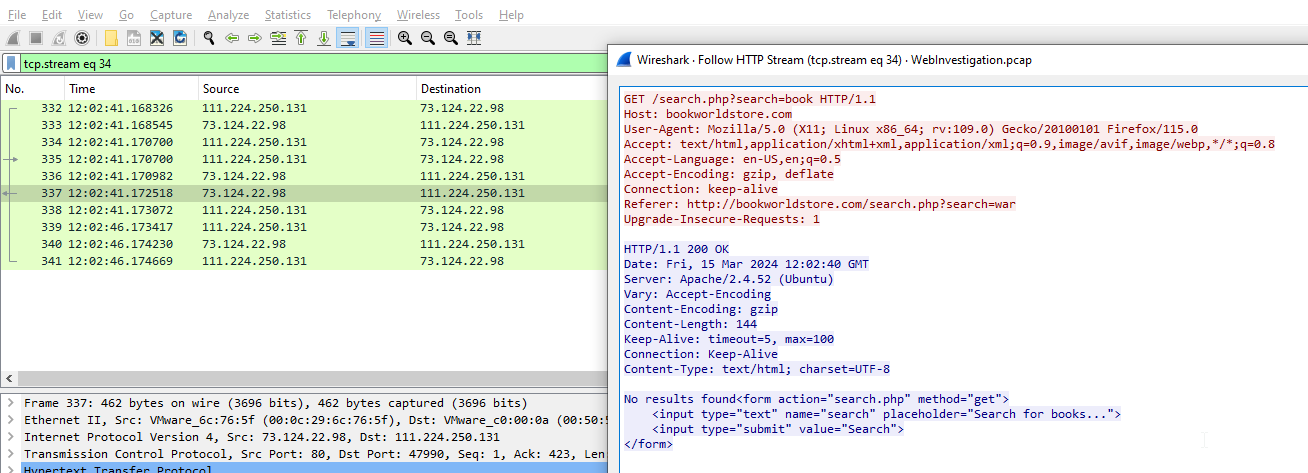 File Edit View Go Capture Analyze Statistics Telephony Wireless Tools Help
tcp.stream eq 34
No. Time Source Destination
332 12:02:41.168326 111.224.250.131 73.124.22.98
333 12:02:41.168545 73.124.22.98 111.224.250.131
334 12:02:41.170700 111.224.250.131 73.124.22.98
335 12:02:41.170700 111.224.250.131 73.124.22.98
336 12:02:41.170982 73.124.22.98 111.224.250.131
337 12:02:41.172518 73.124.22.98 111.224.250.131
338 12:02:41.173072 111.224.250.131 73.124.22.98
339 12:02:46.173417 111.224.250.131 73.124.22.98
340 12:02:46.174230 73.124.22.98 111.224.250.131
341 12:02:46.174669 111.224.250.131 73.124.22.98
Frame 337: 462 bytes on wire (3696 bits), 462 bytes captured (3696 bits)
Ethernet II, Src: VMware_6c:76:5f (00:0c:29:6c:76:5f), Dst: VMware_c0:00:0a (00:50:5
Internet Protocol Version 4, Src: 73.124.22.98, Dst: 111.224.250.131
Transmission Control Protocol, Src Port: 80, Dst Port: 47990, Seq: 1, Ack: 423, Len
Hypertext Transfer Protocol
Wireshark · Follow HTTP Stream (tcp.stream eq 34) · WebInvestigation.pcap
GET /search.php?search=book HTTP/1.1
Host: bookworldstore.com
User-Agent: Mozilla/5.0 (X11; Linux x86_64; rv:109.0) Gecko/20100101 Firefox/115.0
Accept: text/html,application/xhtml+xml,application/xml;q=0.9,image/avif,image/webp,*/*;q=0.8
Accept-Language: en-US,en;q=0.5
Accept-Encoding: gzip, deflate
Connection: keep-alive
Referer: http://bookworldstore.com/search.php?search=war
Upgrade-Insecure-Requests: 1
HTTP/1.1 200 OK
Date: Fri, 15 Mar 2024 12:02:40 GMT
Server: Apache/2.4.52 (Ubuntu)
Vary: Accept-Encoding
Content-Encoding: gzip
Content-Length: 144
Keep-Alive: timeout=5, max=100
Connection: Keep-Alive
Content-Type: text/html; charset=UTF-8
No results found<form action="search.php" method="get">
<input type="text" name="search" placeholder="Search for books...">
<input type="submit" value="Search">
</form>